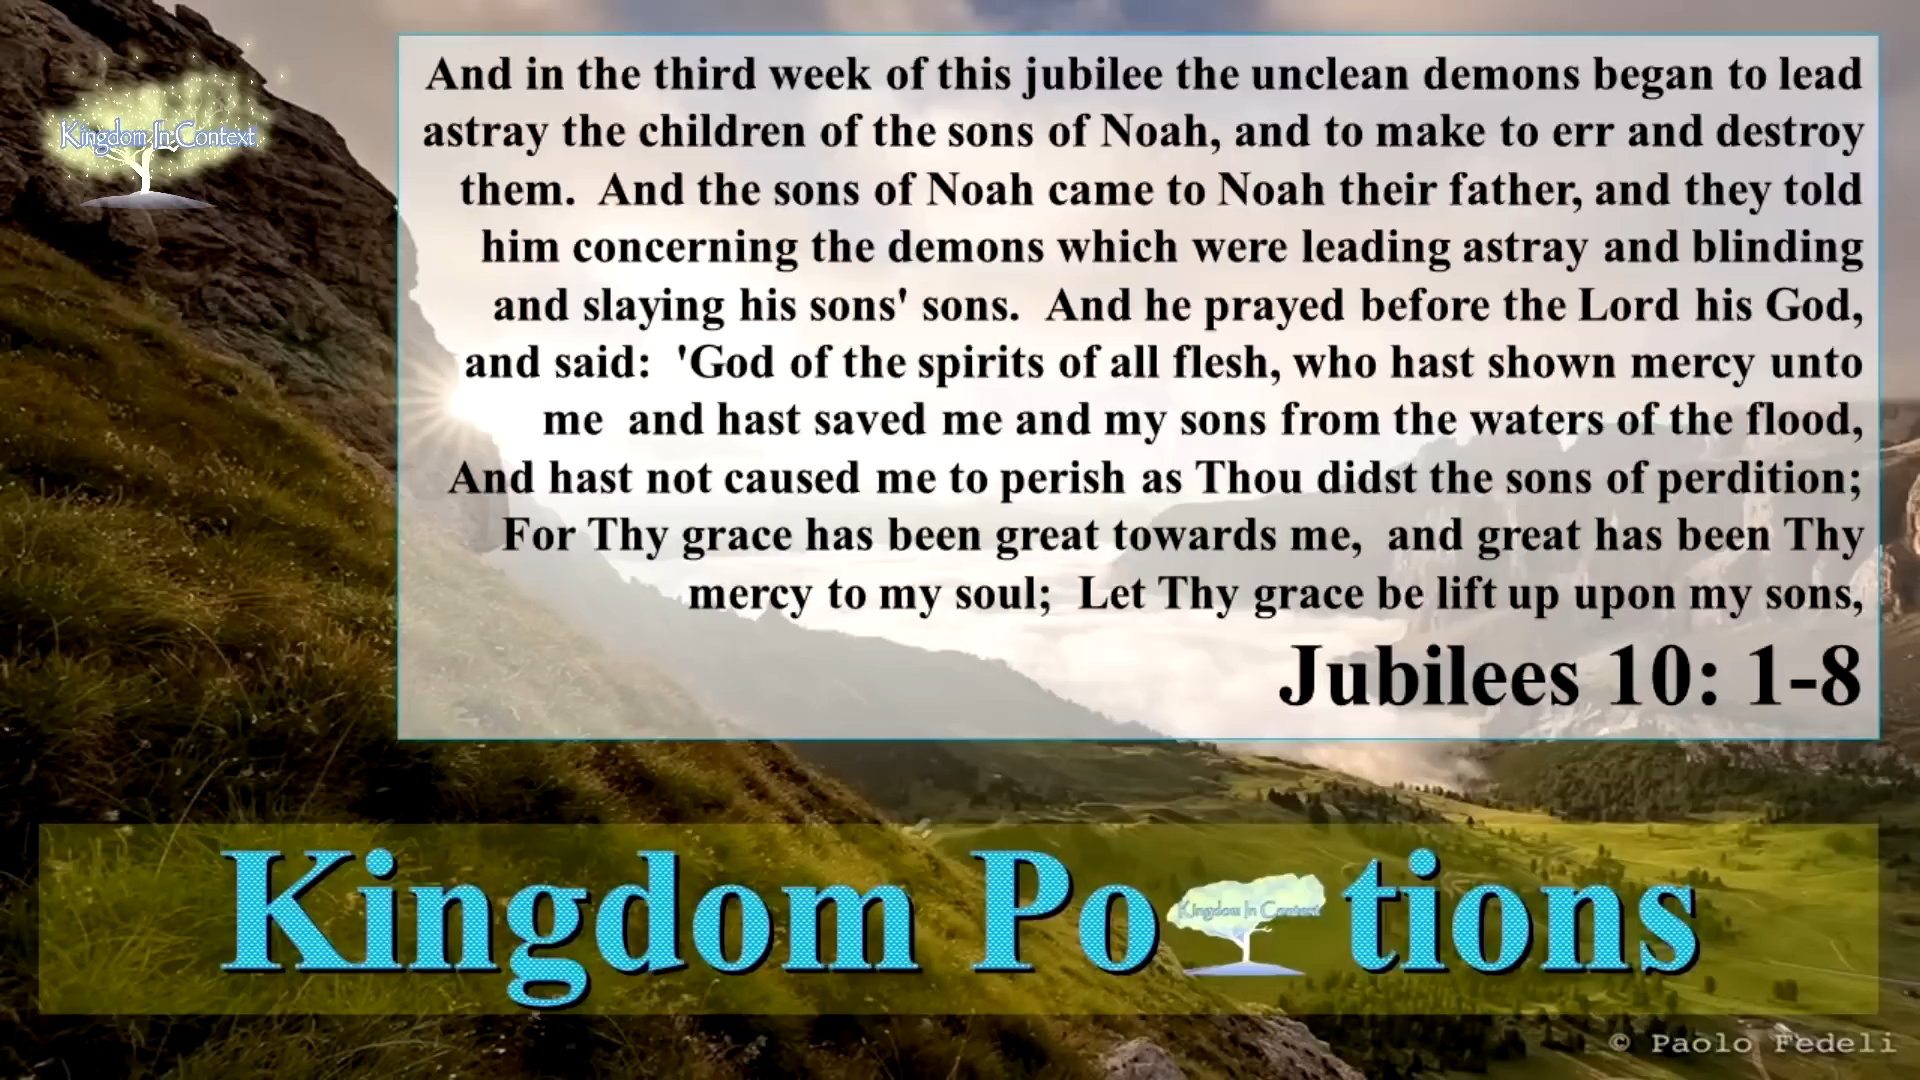 Kingdom In Context
And in the third week of this jubilee the unclean demons began to lead
astray the children of the sons of Noah, and to make to err and destroy
them.  And the sons of Noah came to Noah their father, and they told
him concerning the demons which were leading astray and blinding
and slaying his sons' sons.  And he prayed before the Lord his God,
and said:  'God of the spirits of all flesh, who hast shown mercy unto
me  and hast saved me and my sons from the waters of the flood,
And hast not caused me to perish as Thou didst the sons of perdition;
For Thy grace has been great towards me,  and great has been Thy
mercy to my soul;  Let Thy grace be lift up upon my sons,
Jubilees 10: 1-8
Kingdom Po tions
Kingdom In Context
© Paolo Fedeli